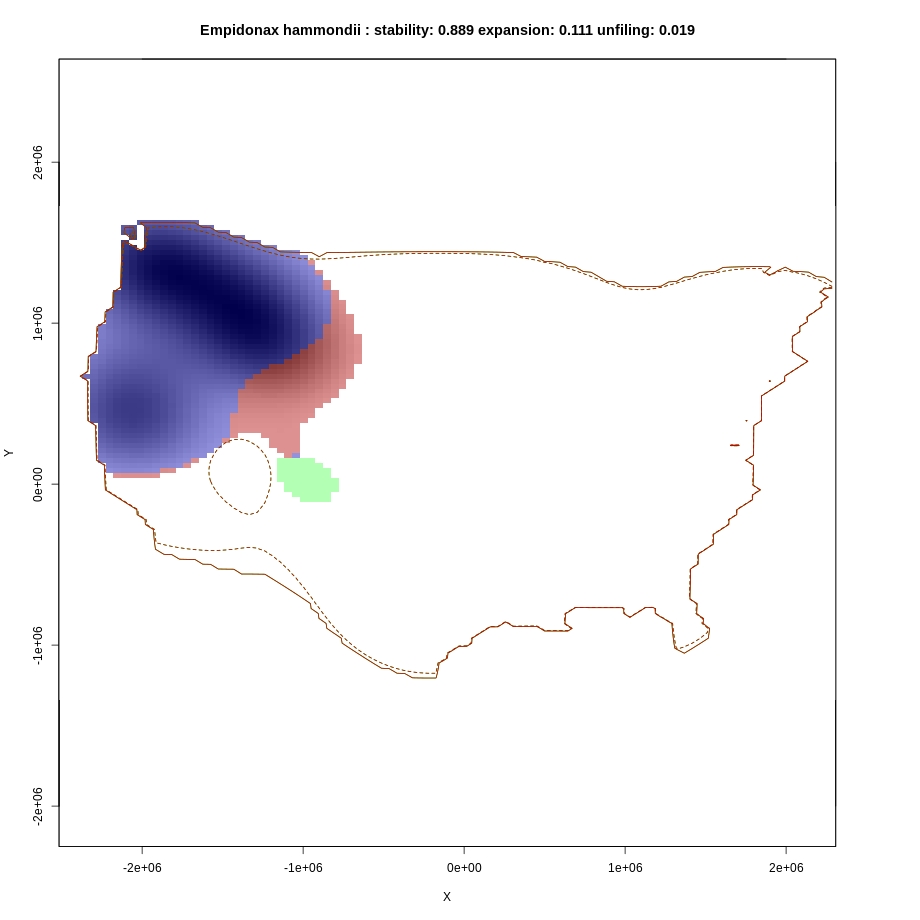 Empidonax hammondii : stability: 0.889 expansion: 0.111 unfiling: 0.019
2e+06
1e+06
0e+00
-1e+06
-2e+06
Y
-2e+06 -1e+06 0e+00 1e+06 2e+06
X